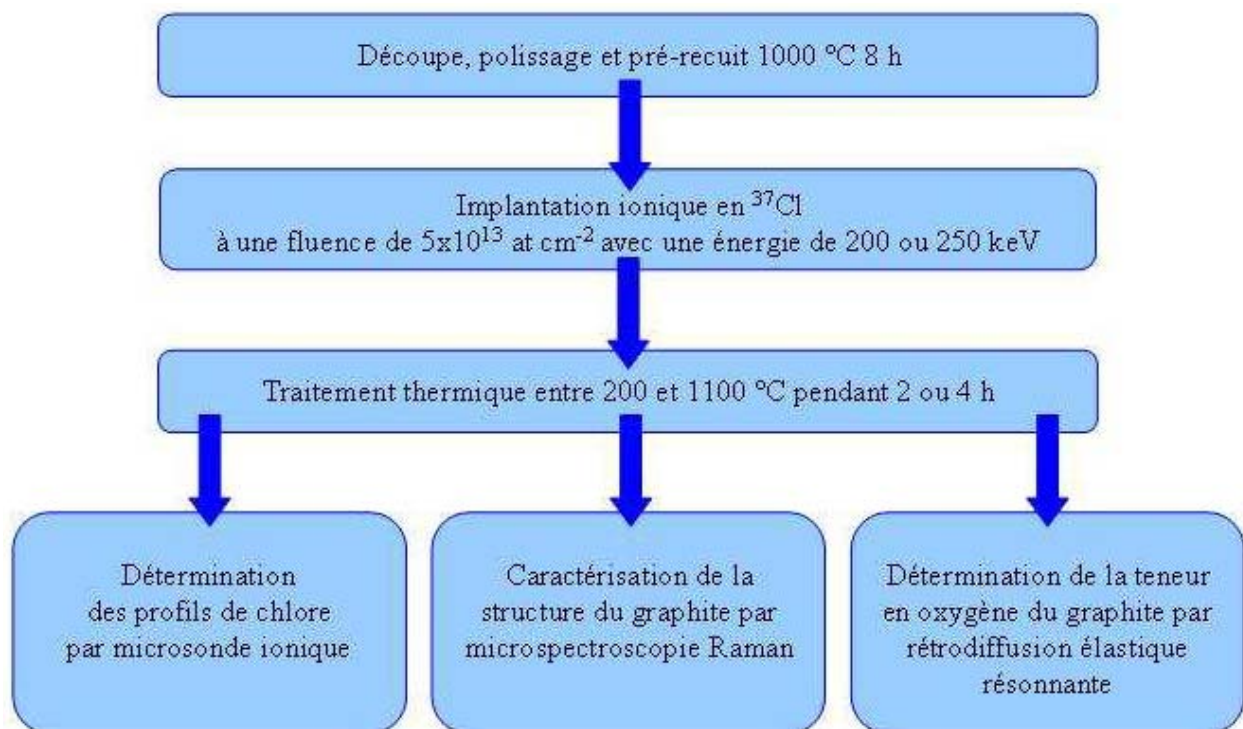 Découpe, polissage et pré-recuit 1000 °C 8 h
Implantation ionique en ³⁷Cl
à une fluence de 5x10¹³ at cm⁻² avec une énergie de 200 ou 250 keV
Traitement thermique entre 200 et 1100 °C pendant 2 ou 4 h
Détermination
des profils de chlore
par microsonde ionique
Caractérisation de la
structure du graphite par
microspectroscopie Raman
Détermination de la teneur
en oxygène du graphite par
rétrodiffusion élastique
résonnante